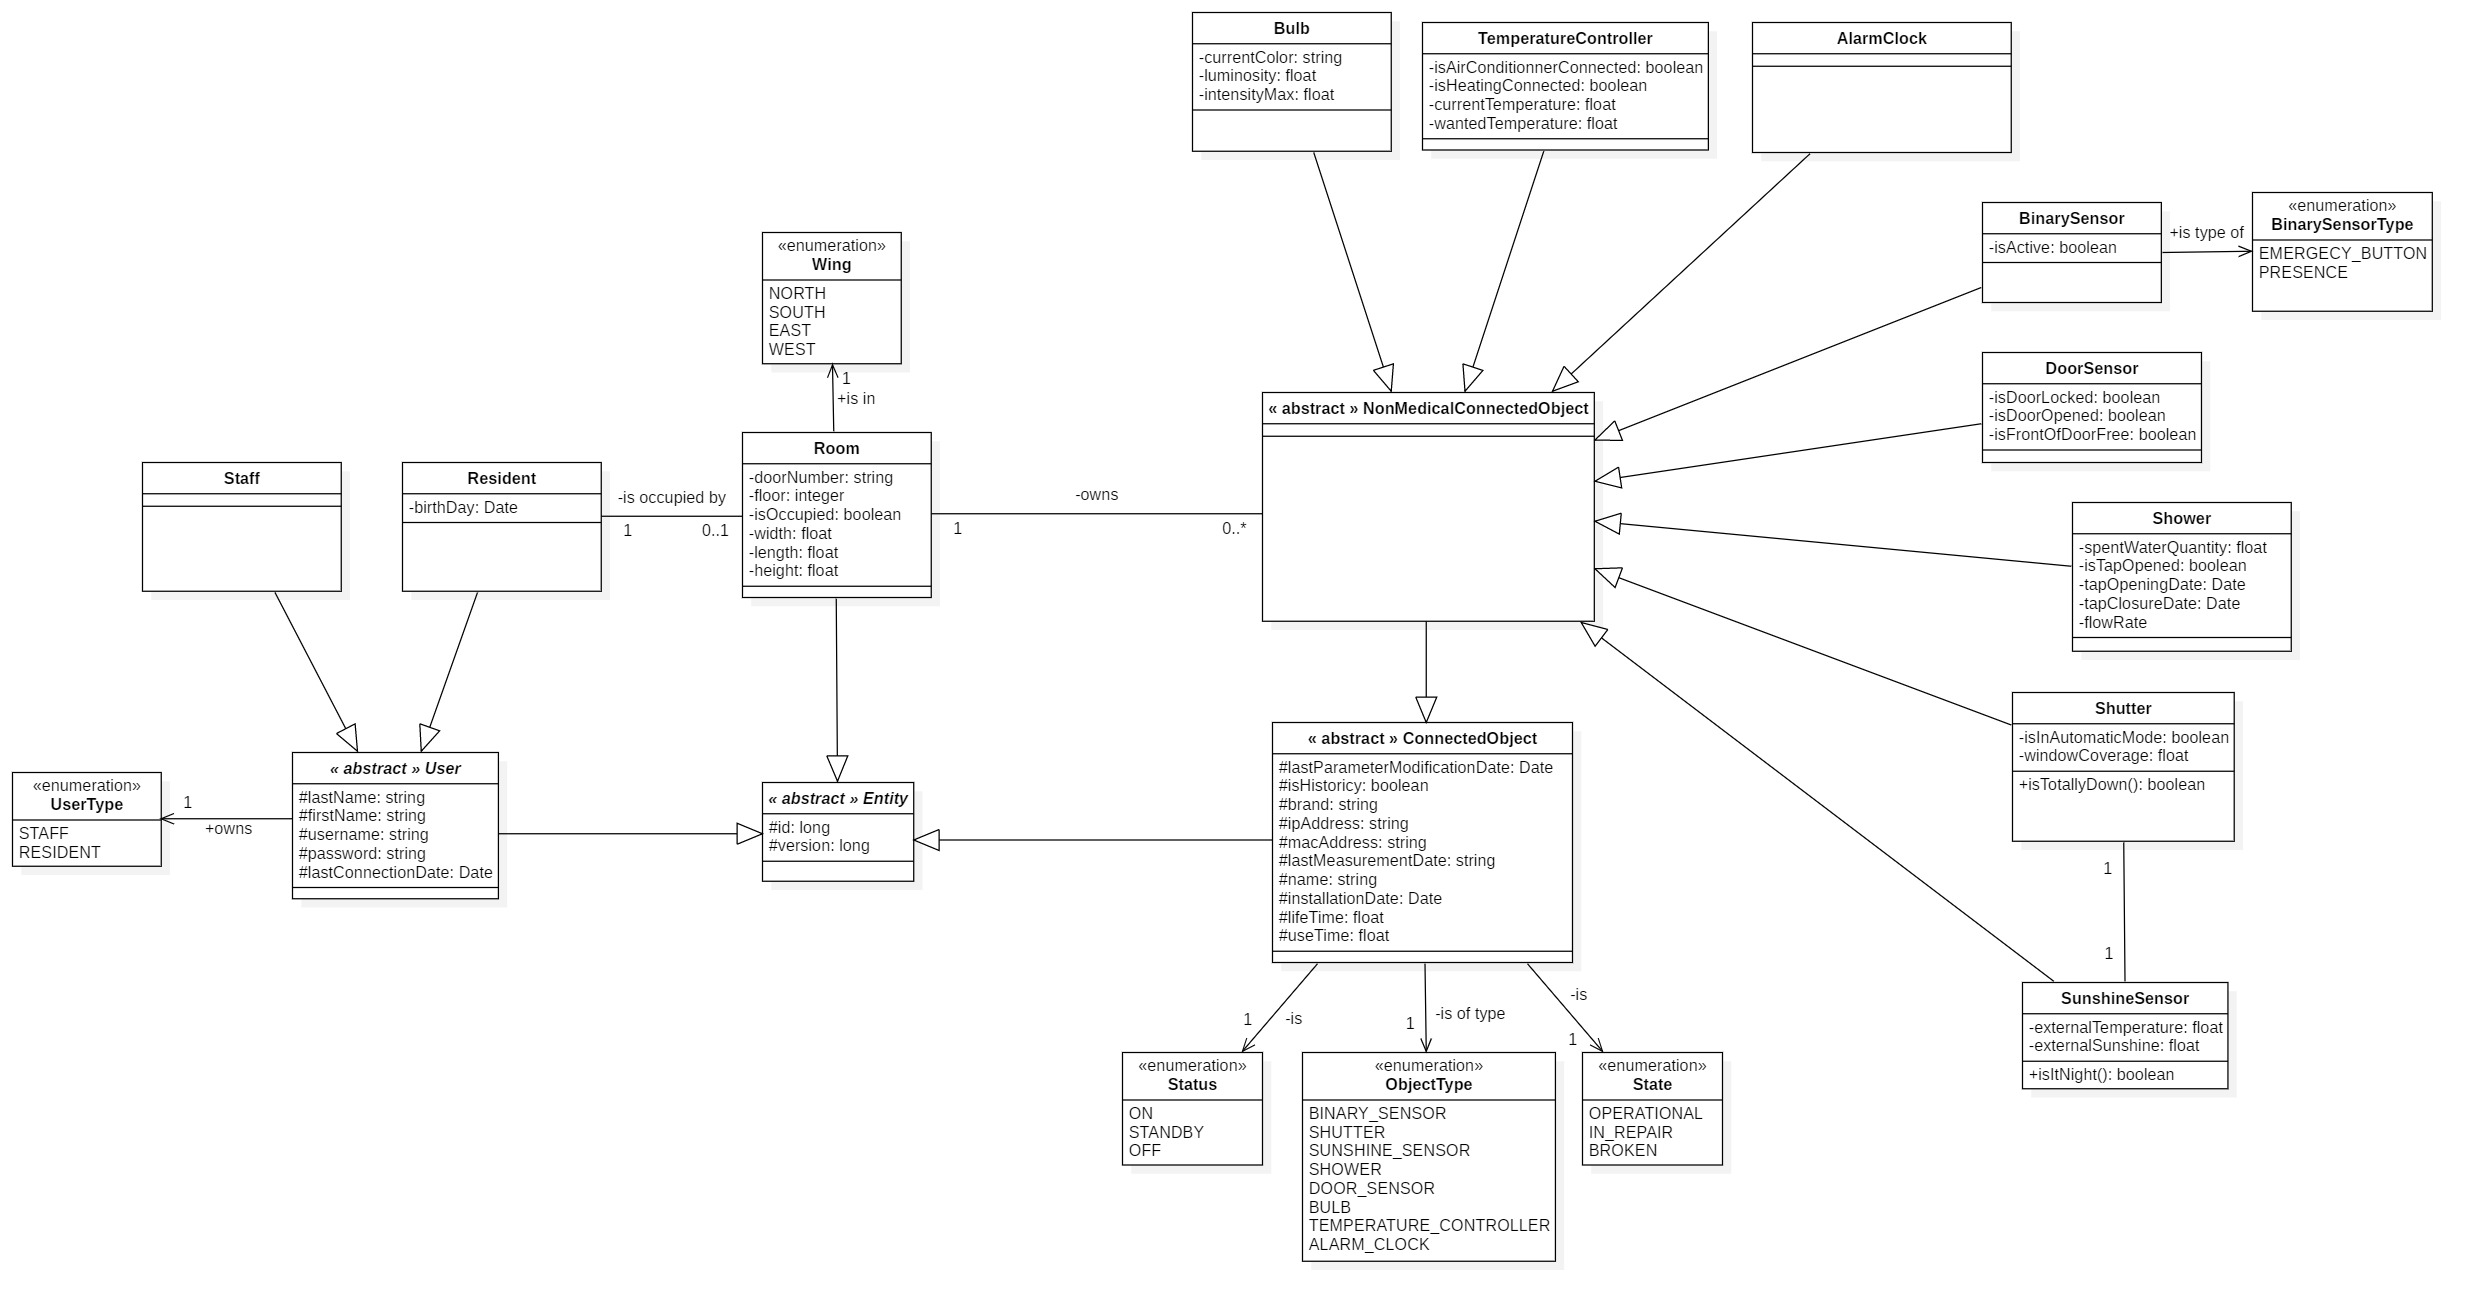 Bulb
-currentColor: string
-luminosity: float
-intensityMax: float
TemperatureController
-isAirConditionnerConnected: boolean
-isHeatingConnected: boolean
-currentTemperature: float
-wantedTemperature: float
AlarmClock
«enumeration»
Wing
NORTH
SOUTH
EAST
WEST
1
+is in
BinarySensor
-isActive: boolean
+is type of
«enumeration»
BinarySensorType
EMERGECY_BUTTON
PRESENCE
DoorSensor
-isDoorLocked: boolean
-isDoorOpened: boolean
-isFrontOfDoorFree: boolean
« abstract » NonMedicalConnectedObject
Staff
Resident
-birthDay: Date
-is occupied by
1
0..1
Room
-doorNumber: string
-floor: integer
-isOccupied: boolean
-width: float
-length: float
-height: float
-owns
1
0..*
Shower
-spentWaterQuantity: float
-isTapOpened: boolean
-tapOpeningDate: Date
-tapClosureDate: Date
-flowRate
Shutter
-isInAutomaticMode: boolean
-windowCoverage: float
+isTotallyDown(): boolean
1
1
SunshineSensor
-externalTemperature: float
-externalSunshine: float
+isItNight(): boolean
«enumeration»
UserType
STAFF
RESIDENT
1
+owns
« abstract » User
#lastName: string
#firstName: string
#username: string
#password: string
#lastConnectionDate: Date
« abstract » Entity
#id: long
#version: long
« abstract » ConnectedObject
#lastParameterModificationDate: Date
#isHistoricy: boolean
#brand: string
#ipAddress: string
#macAddress: string
#lastMeasurementDate: string
#name: string
#installationDate: Date
#lifeTime: float
#useTime: float
1
-is
1
-is of type
-is
1
«enumeration»
Status
ON
STANDBY
OFF
«enumeration»
ObjectType
BINARY_SENSOR
SHUTTER
SUNSHINE_SENSOR
SHOWER
DOOR_SENSOR
BULB
TEMPERATURE_CONTROLLER
ALARM_CLOCK
«enumeration»
State
OPERATIONAL
IN_REPAIR
BROKEN